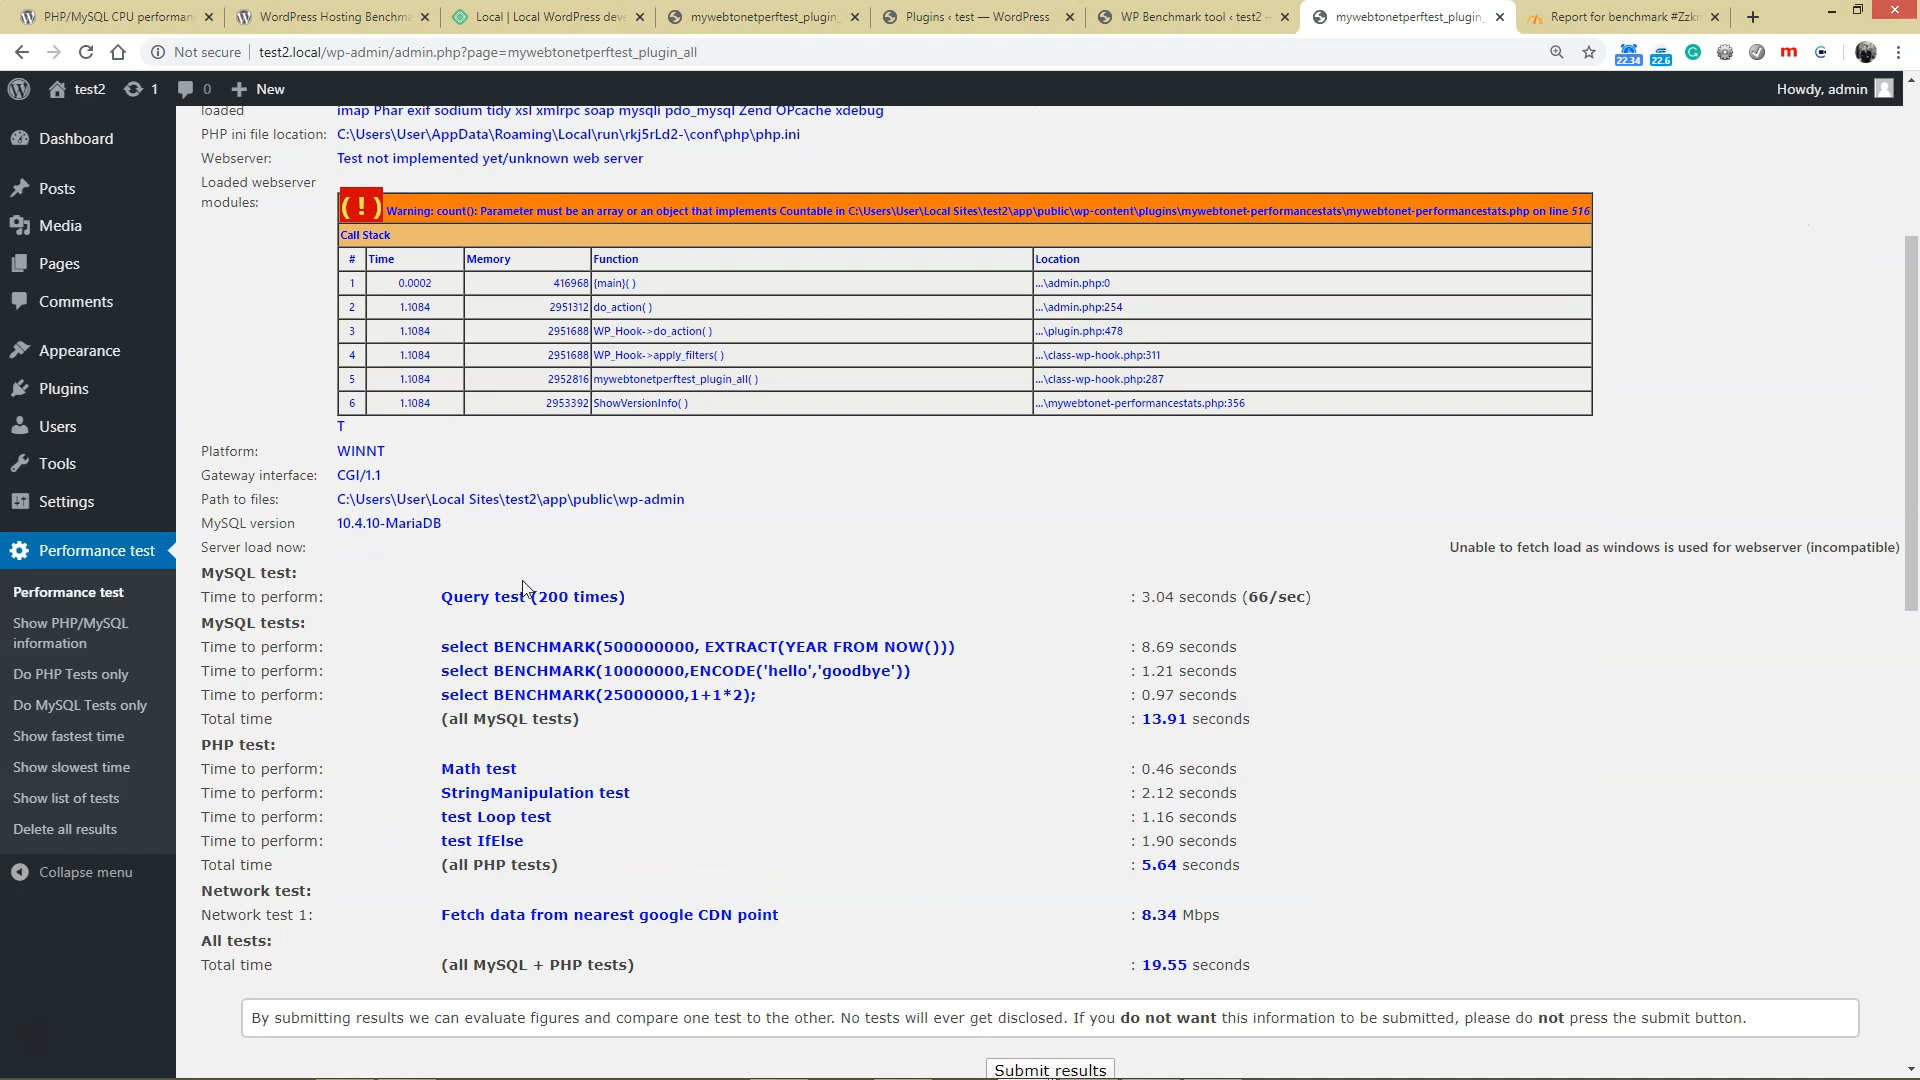 PHP/MySQL CPU performan
WordPress Hosting Benchma
Local | Local WordPress deve
mywebtonetperftest_plugin_
Plugins ‹ test — WordPress
WP Benchmark tool ‹ test2 –
mywebtonetperftest_plugin_
Report for benchmark #Zzkn
Not secure
test2.local/wp-admin/admin.php?page=mywebtonetperftest_plugin_all
22.34
22.6
test2
1
0
New
Howdy, admin
Dashboard
Posts
Media
Pages
Comments
Appearance
Plugins
Users
Tools
Settings
Performance test
Performance test
Show PHP/MySQL
information
Do PHP Tests only
Do MySQL Tests only
Show fastest time
Show slowest time
Show list of tests
Delete all results
Collapse menu
loaded imap Phar exif sodium tidy xsl xmlrpc soap mysqli pdo_mysql Zend OPcache xdebug
PHP ini file location: C:\Users\User\AppData\Roaming\Local\run\rkj5rLd2-\conf\php\php.ini
Webserver: Test not implemented yet/unknown web server
Loaded webserver
modules:
( ! ) Warning: count(): Parameter must be an array or an object that implements Countable in C:\Users\User\Local Sites\test2\app\public\wp-content\plugins\mywebtonet-performancestats\mywebtonet-performancestats.php on line 516
Call Stack
# Time Memory Function Location
1 0.0002 416968 {main}( ) ...\admin.php:0
2 1.1084 2951312 do_action( ) ...\admin.php:254
3 1.1084 2951688 WP_Hook->do_action( ) ...\plugin.php:478
4 1.1084 2951688 WP_Hook->apply_filters( ) ...\class-wp-hook.php:311
5 1.1084 2952816 mywebtonetperftest_plugin_all( ) ...\class-wp-hook.php:287
6 1.1084 2953392 ShowVersionInfo( ) ...\mywebtonet-performancestats.php:356
T
Platform: WINNT
Gateway interface: CGI/1.1
Path to files: C:\Users\User\Local Sites\test2\app\public\wp-admin
MySQL version 10.4.10-MariaDB
Server load now: Unable to fetch load as windows is used for webserver (incompatible)
MySQL test:
Time to perform: Query test (200 times) : 3.04 seconds (66/sec)
MySQL tests:
Time to perform: select BENCHMARK(500000000, EXTRACT(YEAR FROM NOW())) : 8.69 seconds
Time to perform: select BENCHMARK(10000000,ENCODE('hello','goodbye')) : 1.21 seconds
Time to perform: select BENCHMARK(25000000,1+1*2); : 0.97 seconds
Total time (all MySQL tests) : 13.91 seconds
PHP test:
Time to perform: Math test : 0.46 seconds
Time to perform: StringManipulation test : 2.12 seconds
Time to perform: test Loop test : 1.16 seconds
Time to perform: test IfElse : 1.90 seconds
Total time (all PHP tests) : 5.64 seconds
Network test:
Network test 1: Fetch data from nearest google CDN point : 8.34 Mbps
All tests:
Total time (all MySQL + PHP tests) : 19.55 seconds
By submitting results we can evaluate figures and compare one test to the other. No tests will ever get disclosed. If you do not want this information to be submitted, please do not press the submit button.
Submit results